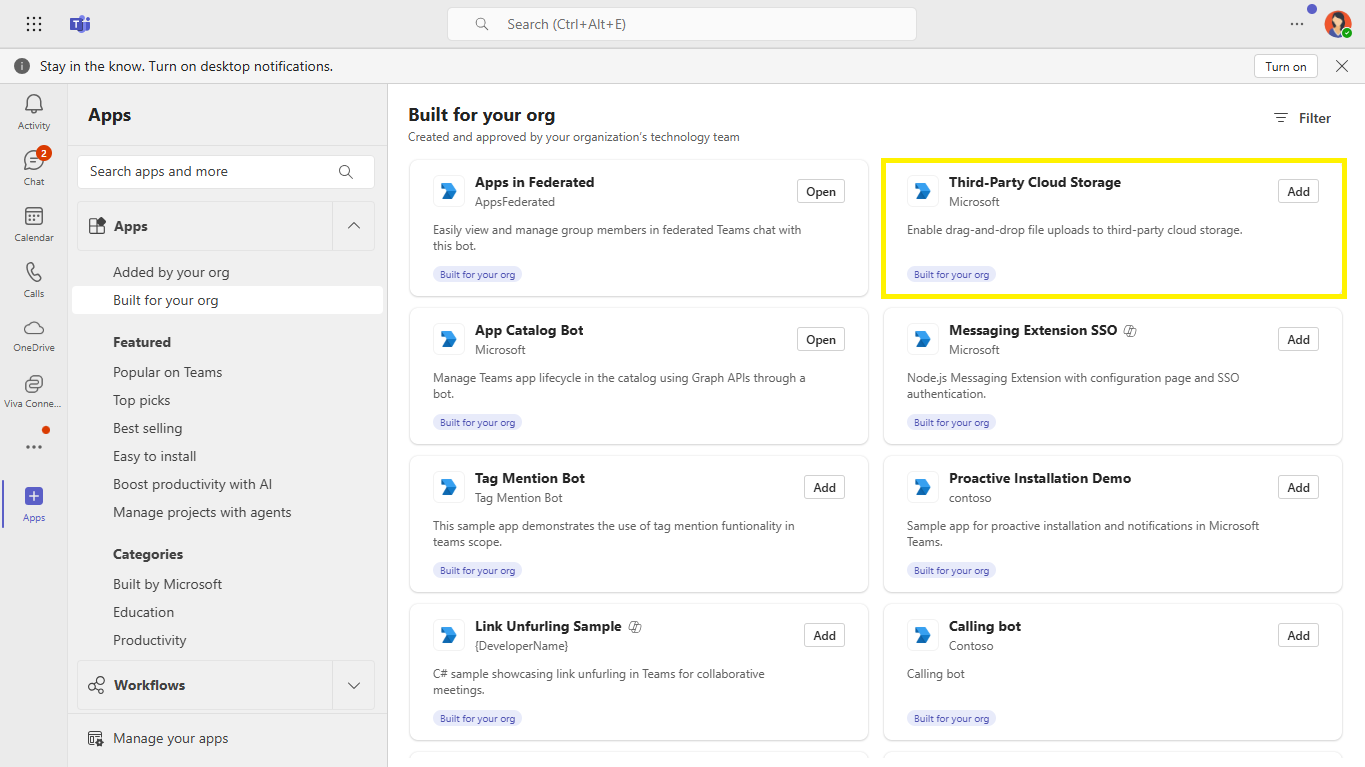 Search (Ctrl+Alt+E)
Stay in the know. Turn on desktop notifications.
Turn on
Activity
2
Chat
Calendar
Calls
OneDrive
Viva Conne...
Apps
Apps
Search apps and more
Apps
Added by your org
Built for your org
Featured
Popular on Teams
Top picks
Best selling
Easy to install
Boost productivity with AI
Manage projects with agents
Categories
Built by Microsoft
Education
Productivity
Workflows
Manage your apps
Built for your org
Created and approved by your organization's technology team
Filter
Apps in Federated
AppsFederated
Open
Easily view and manage group members in federated Teams chat with
this bot.
Built for your org
Third-Party Cloud Storage
Microsoft
Add
Enable drag-and-drop file uploads to third-party cloud storage.
Built for your org
App Catalog Bot
Microsoft
Open
Manage Teams app lifecycle in the catalog using Graph APIs through a
bot.
Built for your org
Messaging Extension SSO
Microsoft
Add
Node.js Messaging Extension with configuration page and SSO
authentication.
Built for your org
Tag Mention Bot
Tag Mention Bot
Add
This sample app demonstrates the use of tag mention funtionality in
teams scope.
Built for your org
Proactive Installation Demo
contoso
Add
Sample app for proactive installation and notifications in Microsoft
Teams.
Built for your org
Link Unfurling Sample
{DeveloperName}
Add
C# sample showcasing link unfurling in Teams for collaborative
meetings.
Built for your org
Calling bot
Contoso
Add
Calling bot
Built for your org